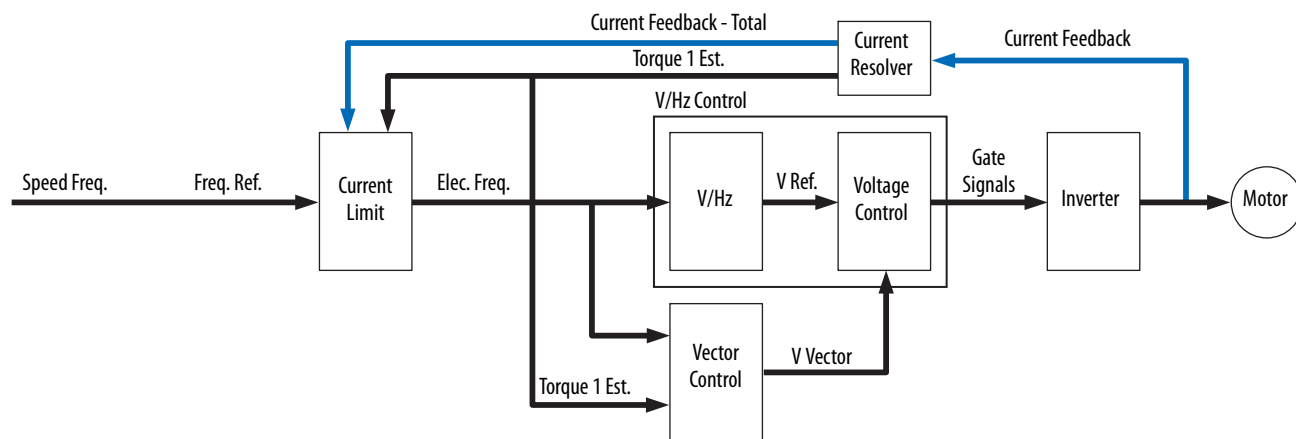 Current Feedback - Total
Current
Resolver
Current Feedback
Torque 1 Est.
V/Hz Control
Speed Freq.
Freq. Ref.
Current
Limit
Elec. Freq.
V/Hz
V Ref.
Voltage
Control
Gate
Signals
Inverter
Motor
Vector
Control
V Vector
Torque 1 Est.